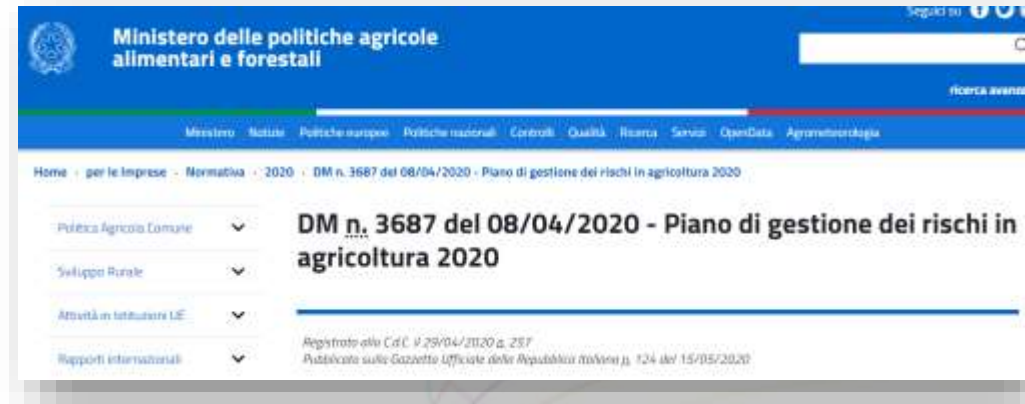 Seguici su
Ministero delle politiche agricole
alimentari e forestali
ricerca avanza
Ministero Notizie Politiche europee Politiche nazionali Controlli Qualità Ricerca Servizi OpenData Agrometeorologia
Home per le Imprese Normativa 2020 DM n. 3687 del 08/04/2020 - Piano di gestione dei rischi in agricoltura 2020
DM n. 3687 del 08/04/2020 - Piano di gestione dei rischi in
agricoltura 2020
Politica Agricola Comune
Sviluppo Rurale
Attività in Istituzioni UE
Rapporti internazionali
Registrato alla C.d.C. il 29/04/2020 n. 257
Pubblicato sulla Gazzetta Ufficiale della Repubblica Italiana n. 124 del 15/05/2020